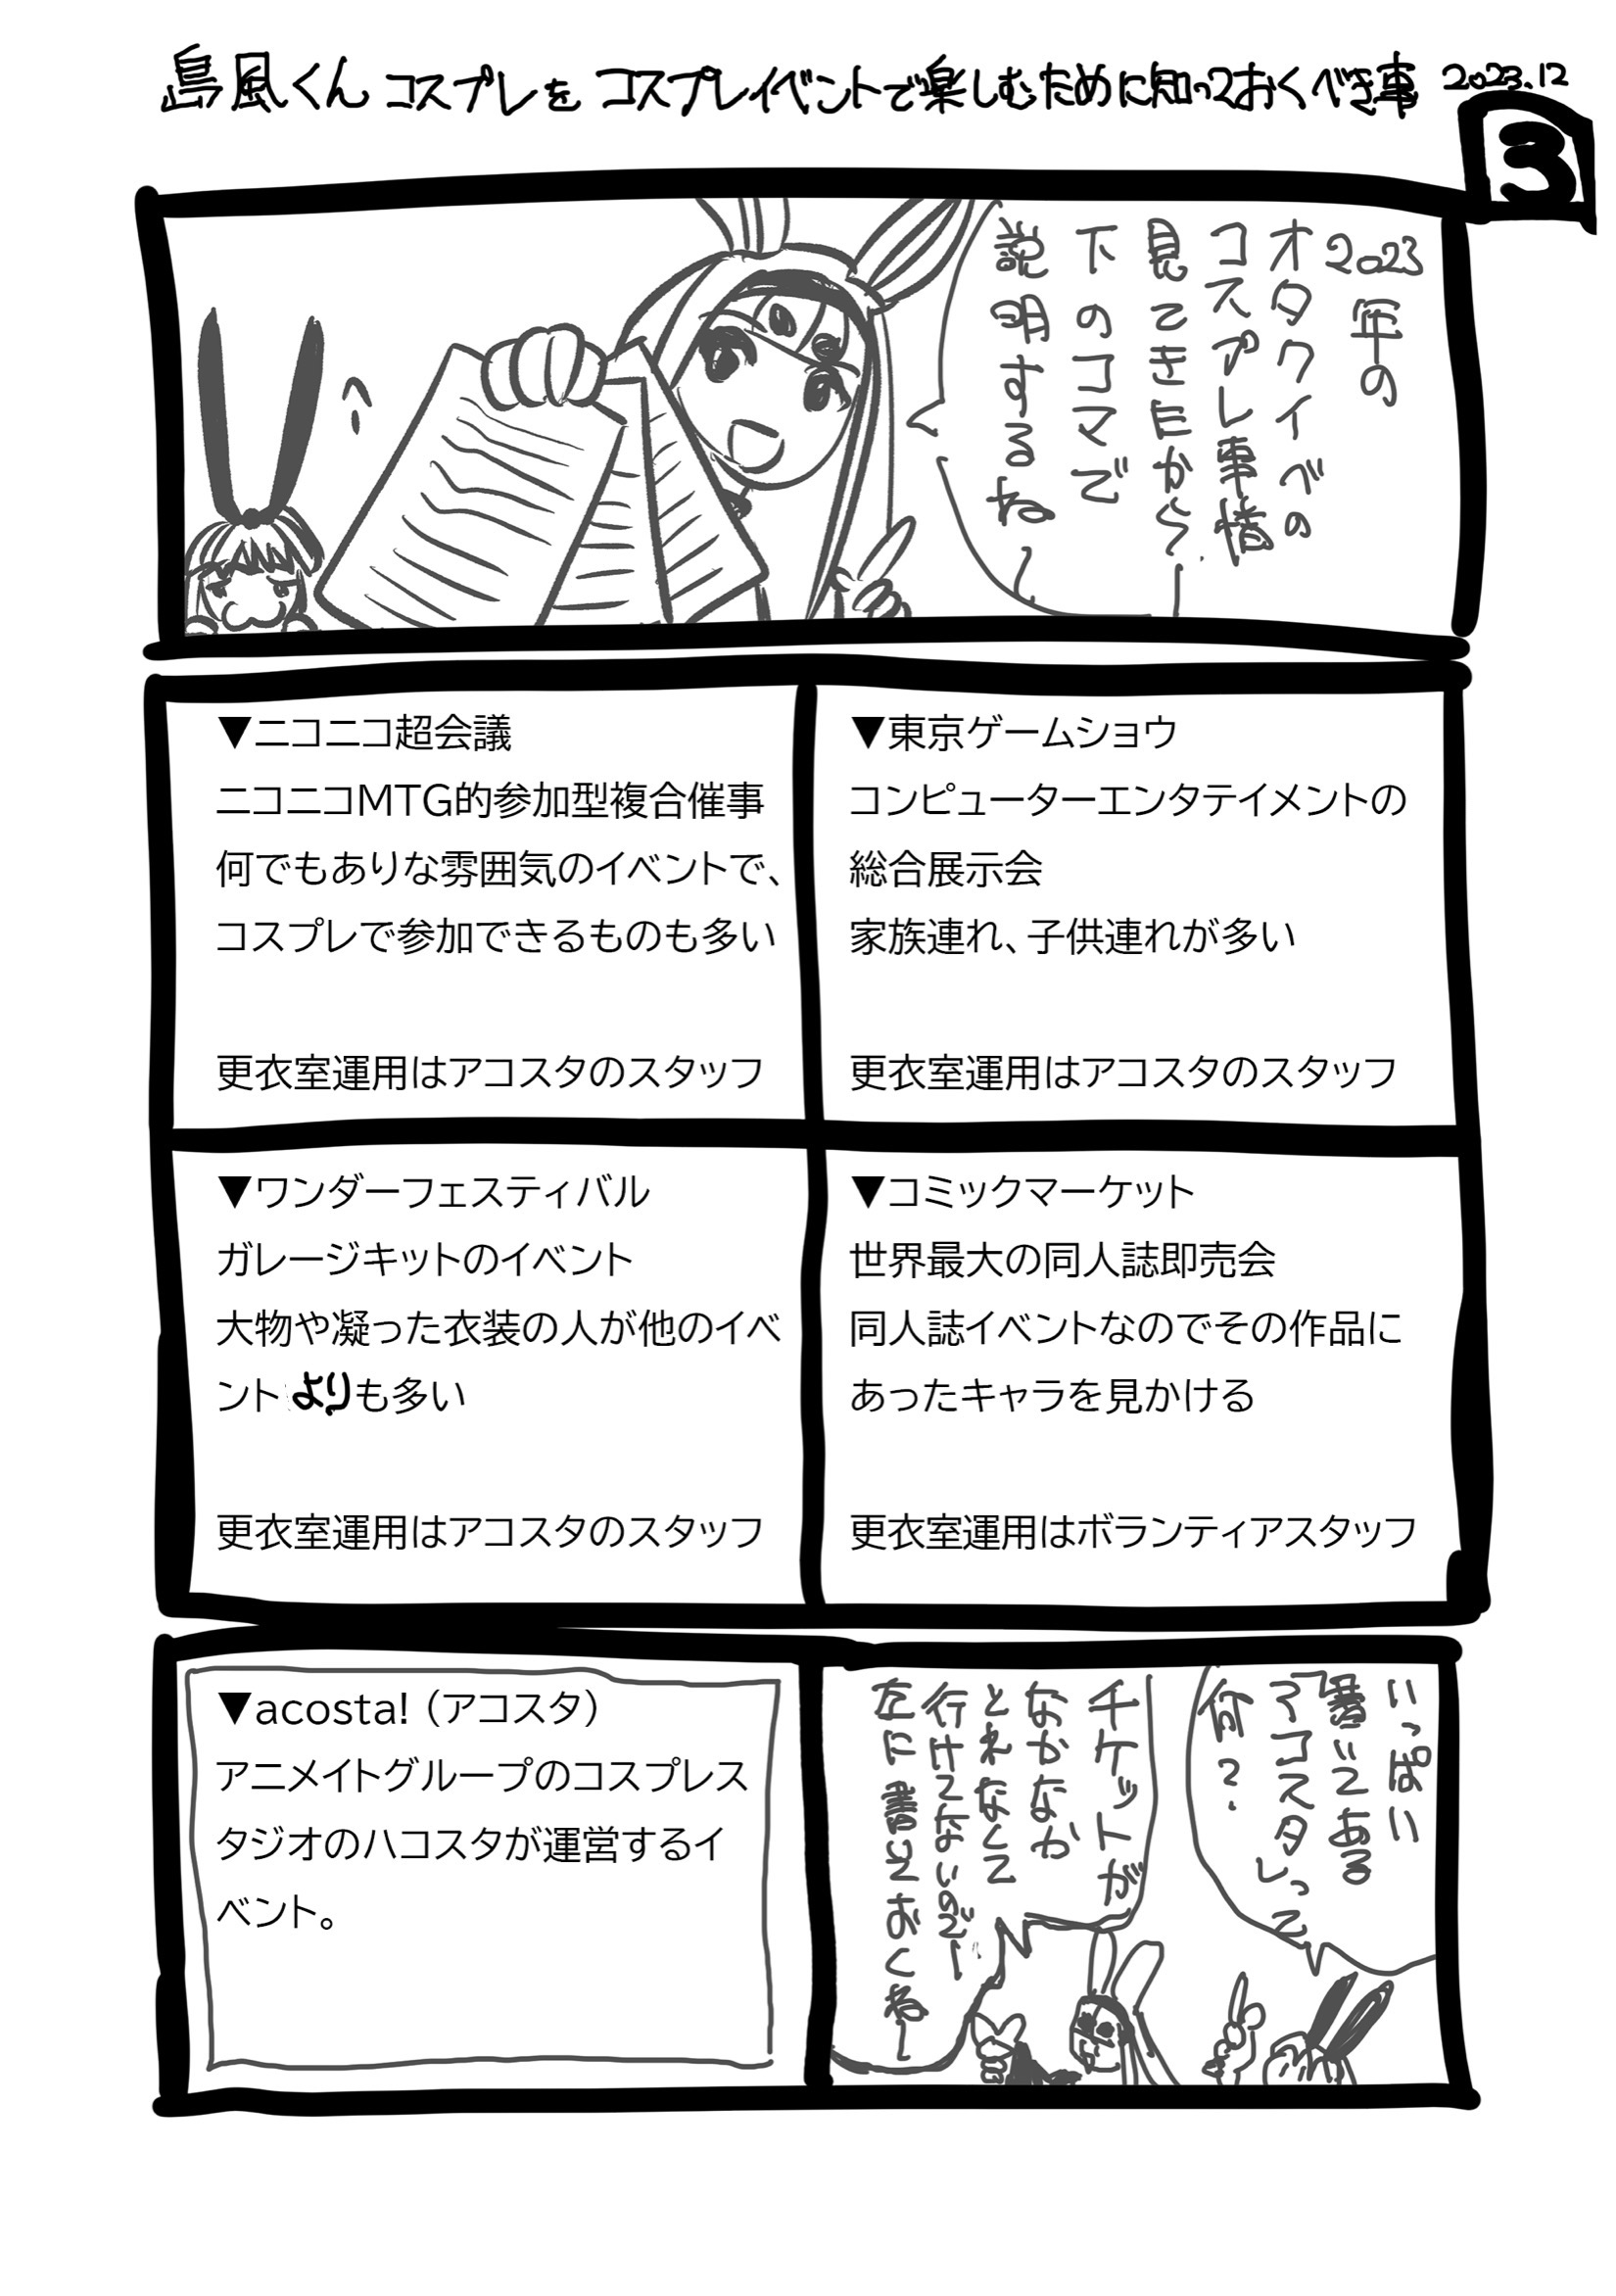 島風くんコスプレをコスプレイベントで楽しむために知っておくべき事 2023.12
3
2023年の
オタクイベの
コスプレ事情
見てきたから、ー
下のコマで
説明するねー
▼東京ゲームショウ
コンピューターエンタテイメントの
総合展示会
家族連れ、子供連れが多い
更衣室運用はアコスタのスタッフ
▼ニコニコ超会議
ニコニコMTG的参加型複合催事
何でもありな雰囲気のイベントで、
コスプレで参加できるものも多い
更衣室運用はアコスタのスタッフ
▼コミックマーケット
世界最大の同人誌即売会
同人誌イベントなのでその作品に
あったキャラを見かける
更衣室運用はボランティアスタッフ
▼ワンダーフェスティバル
ガレージキットのイベント
大物や凝った衣装の人が他のイベ
ントよりも多い
更衣室運用はアコスタのスタッフ
いっぱい
書いてある
アコスタって
何?
チケットが
なかなか
とれなくて
行けてないので
左に書いておくねー
▼acosta!（アコスタ）
アニメイトグループのコスプレス
タジオのハコスタが運営するイ
ベント。